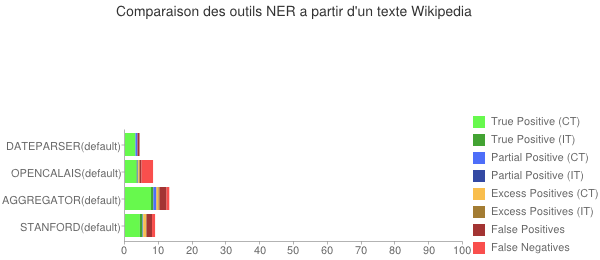 Comparaison des outils NER a partir d'un texte Wikipedia
DATEPARSER(default)
OPENCALAIS(default)
AGGREGATOR(default)
STANFORD(default)
0 10 20 30 40 50 60 70 80 90 100
True Positive (CT)
True Positive (IT)
Partial Positive (CT)
Partial Positive (IT)
Excess Positives (CT)
Excess Positives (IT)
False Positives
False Negatives